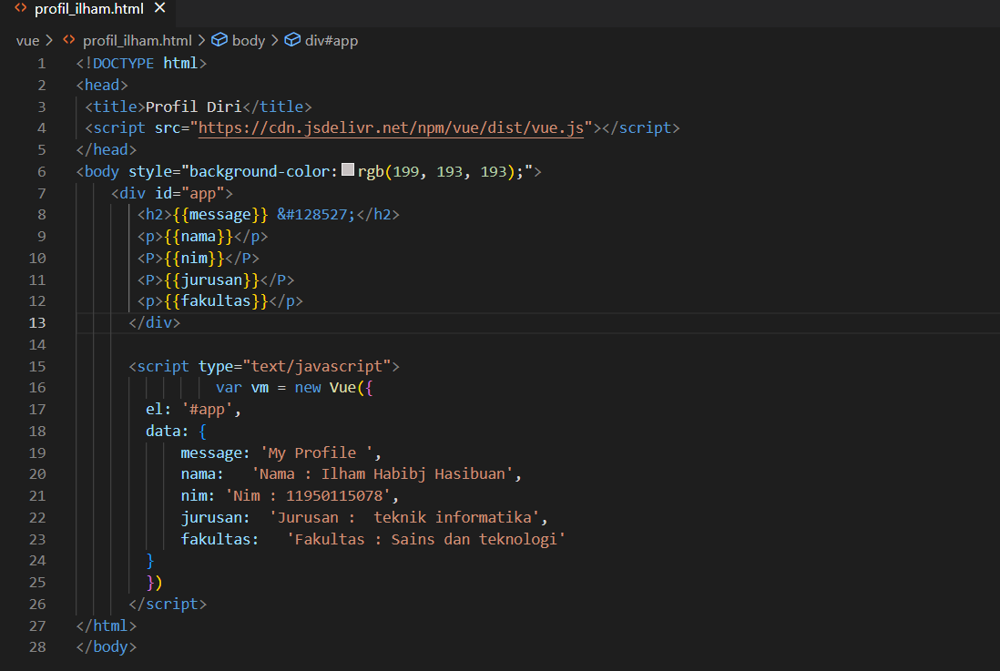 profil_ilham.html
vue > profil_ilham.html > body > div#app
1 <!DOCTYPE html>
2 <head>
3 <title>Profil Diri</title>
4 <script src="https://cdn.jsdelivr.net/npm/vue/dist/vue.js"></script>
5 </head>
6 <body style="background-color: rgb(199, 193, 193);">
7 <div id="app">
8 <h2>{{message}} &#128527;</h2>
9 <p>{{nama}}</p>
10 <P>{{nim}}</P>
11 <P>{{jurusan}}</P>
12 <p>{{fakultas}}</p>
13 </div>
14
15 <script type="text/javascript">
16 var vm = new Vue({
17 el: '#app',
18 data: {
19 message: 'My Profile ',
20 nama:   'Nama : Ilham Habibj Hasibuan',
21 nim: 'Nim : 11950115078',
22 jurusan:  'Jurusan :  teknik informatika',
23 fakultas:   'Fakultas : Sains dan teknologi'
24 }
25 })
26 </script>
27 </html>
28 </body>